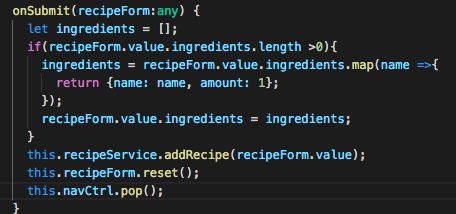 onSubmit(recipeForm:any) {
let ingredients = [];
if(recipeForm.value.ingredients.length >0){
ingredients = recipeForm.value.ingredients.map(name =>{
return {name: name, amount: 1};
});
recipeForm.value.ingredients = ingredients;
}
this.recipeService.addRecipe(recipeForm.value);
this.recipeForm.reset();
this.navCtrl.pop();
}